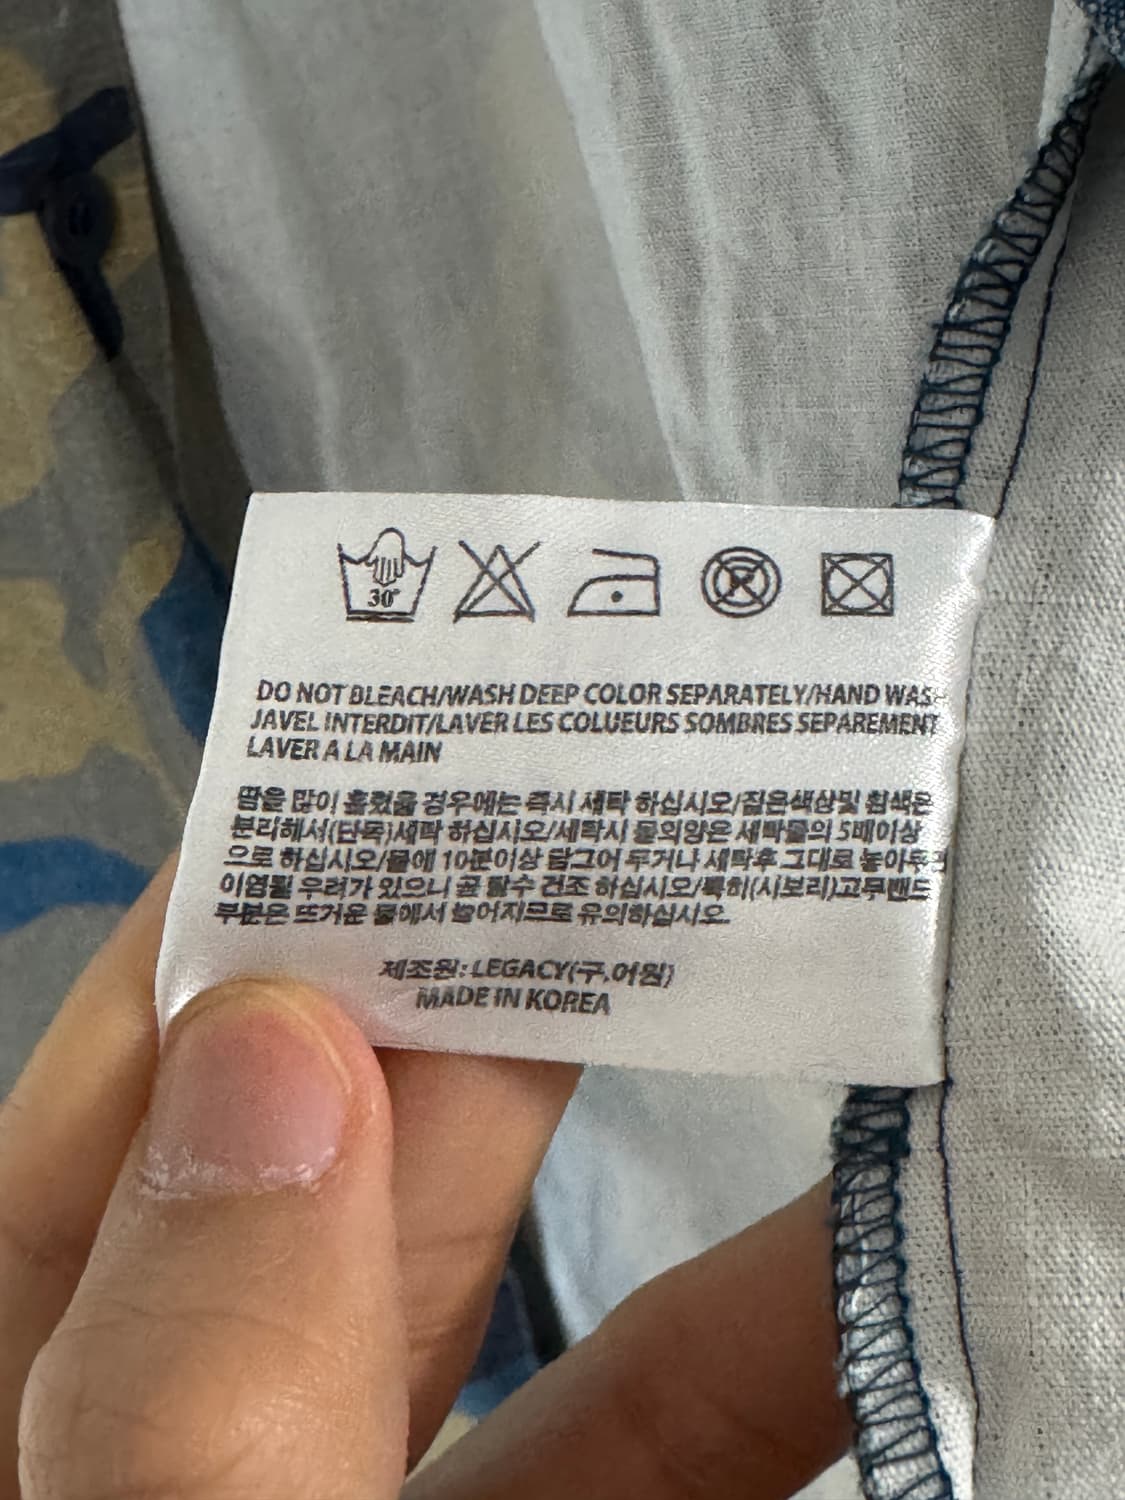 30°
DO NOT BLEACH/WASH DEEP COLOR SEPARATELY/HAND WASH
JAVEL INTERDIT/LAVER LES COLUEURS SOMBRES SEPAREMENT
LAVER A LA MAIN
땀을 많이 흘렸을 경우에는 즉시 세탁 하십시오/짙은색상및 흰색은
분리해서(단독)세탁 하십시오/세탁시 물의양은 세탁물의 5배이상
으로 하십시오/물에 10분이상 담그어 두거나 세탁후 그대로 놓아두면
이염될 우려가 있으니 곧 탈수 건조 하십시오/특히(시보리)고무밴드
부분은 뜨거운 물에서 늘어지므로 유의하십시오
제조원: LEGACY(구,어윈)
MADE IN KOREA